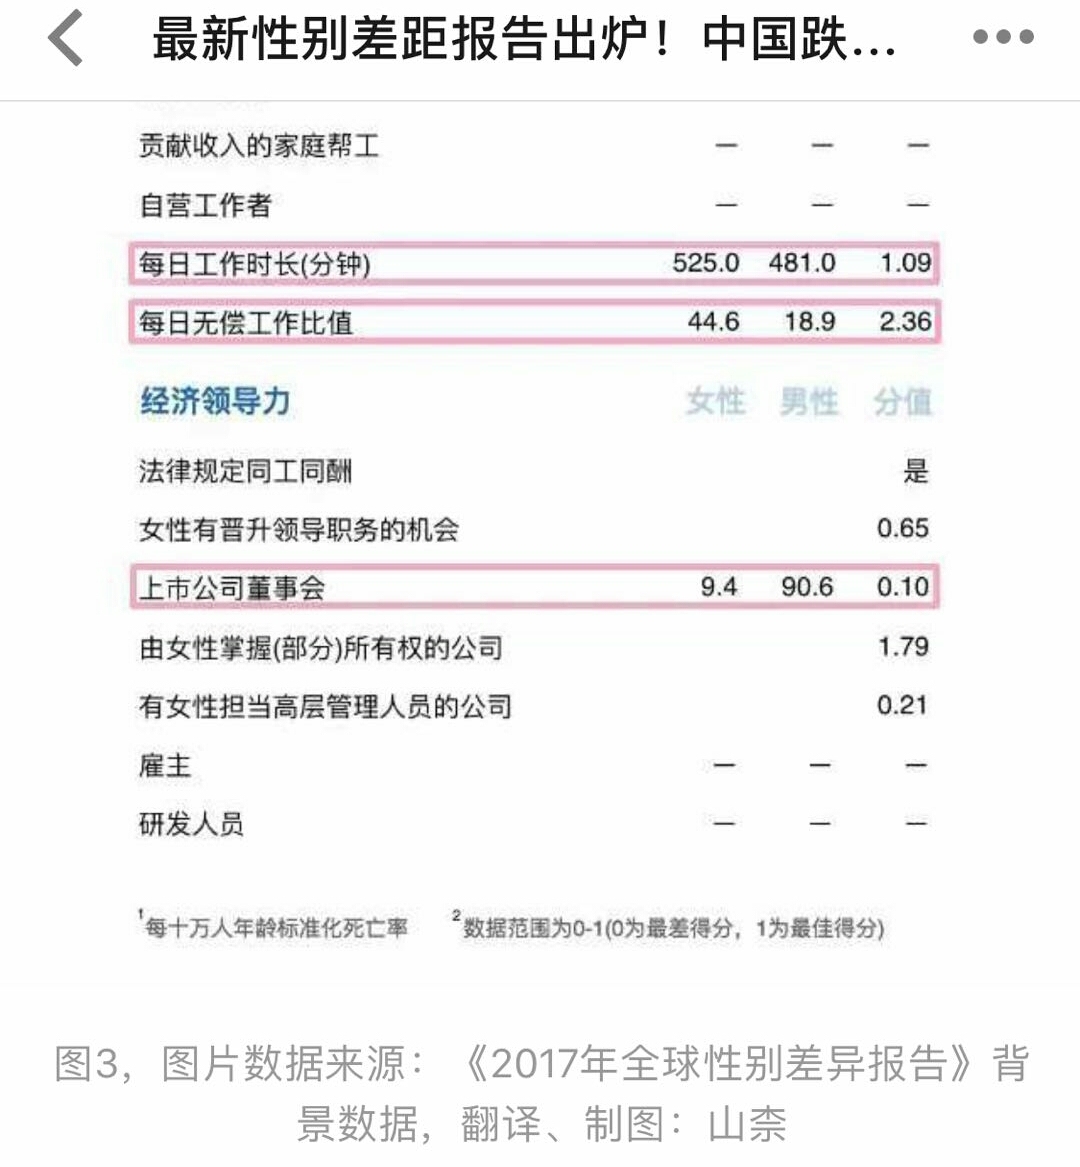 最新性别差距报告出炉！中国跌...
贡献收入的家庭帮工 — — —
自营工作者 — — —
每日工作时长(分钟) 525.0 481.0 1.09
每日无偿工作比值 44.6 18.9 2.36
经济领导力 女性 男性 分值
法律规定同工同酬 是
女性有晋升领导职务的机会 0.65
上市公司董事会 9.4 90.6 0.10
由女性掌握(部分)所有权的公司 1.79
有女性担当高层管理人员的公司 0.21
雇主 — — —
研发人员 — — —
¹每十万人年龄标准化死亡率 ²数据范围为0-1(0为最差得分，1为最佳得分)
图3，图片数据来源：《2017年全球性别差异报告》背
景数据，翻译、制图：山柰